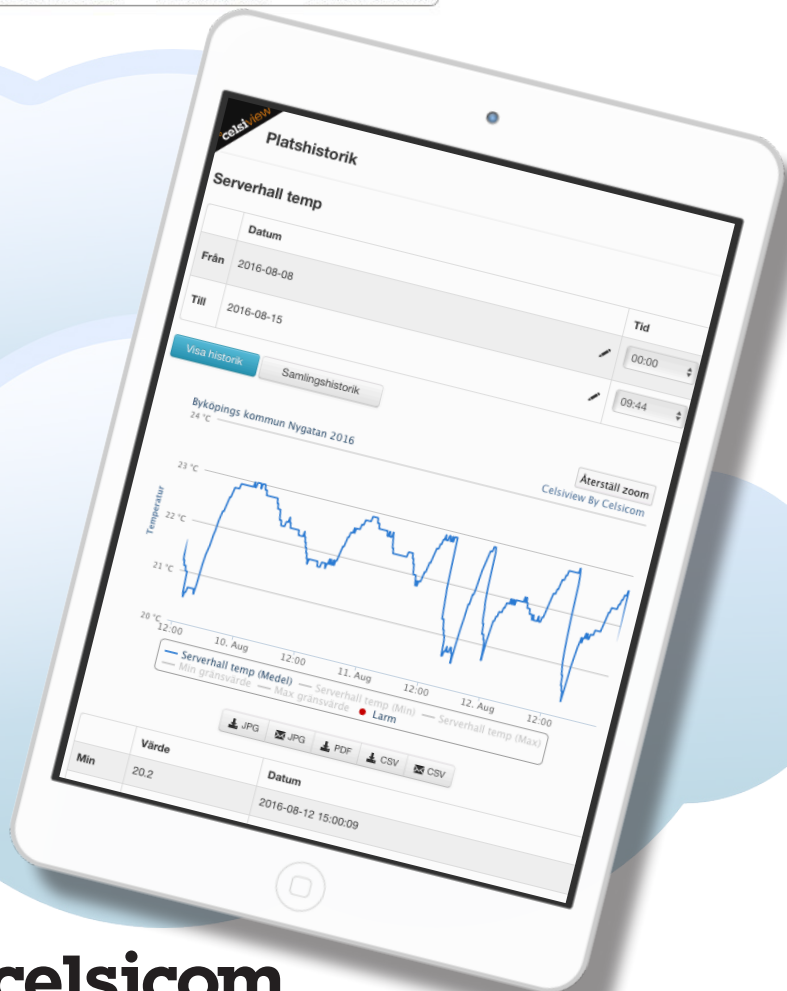 celsiview
Platshistorik
Serverhall temp
Datum
Tid
Från
2016-08-08
00:00
Till
2016-08-15
09:44
Visa historik
Samlingshistorik
Byköpings kommun Nygatan 2016
Återställ zoom
Celsiview By Celsicom
24 °C
23 °C
22 °C
21 °C
20 °C
Temperatur
12:00
10. Aug
12:00
11. Aug
12:00
12. Aug
12:00
Serverhall temp (Medel)
Serverhall temp (Min)
Serverhall temp (Max)
Min gränsvärde
Max gränsvärde
Larm
JPG
JPG
PDF
CSV
CSV
Värde
Datum
Min
20.2
2016-08-12 15:00:09
celsicom